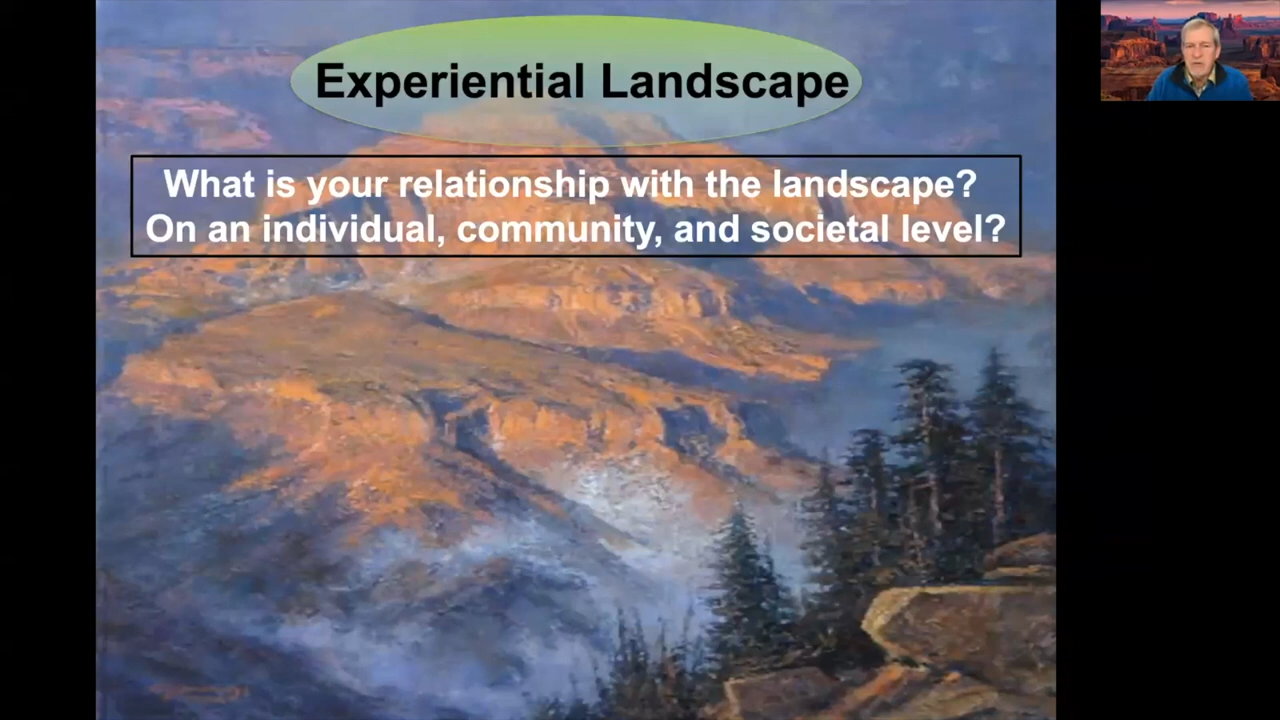 Experiential Landscape
What is your relationship with the landscape?
On an individual, community, and societal level?